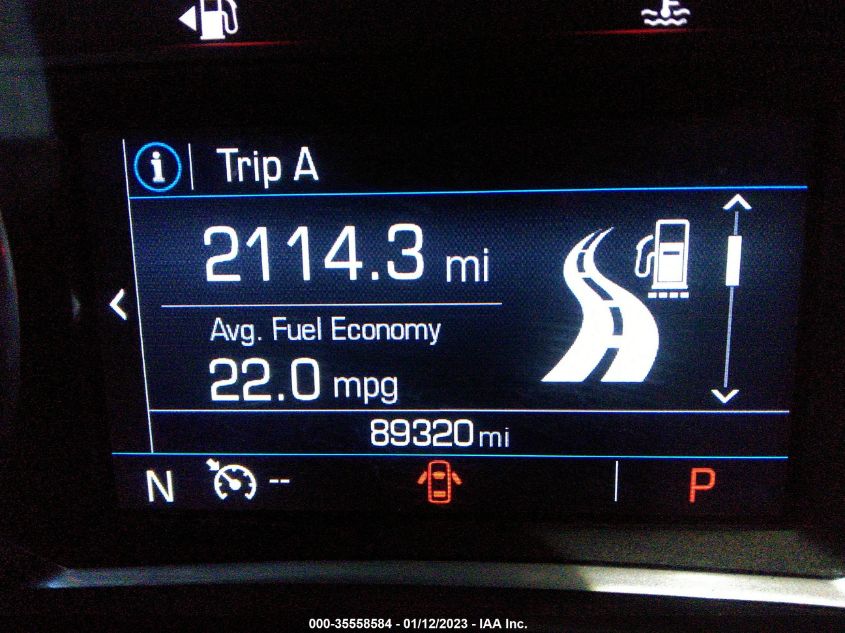 i Trip A
2114.3 mi
Avg. Fuel Economy
22.0 mpg
89320 mi
N -- P
000-35558584 - 01/12/2023 - IAA Inc.